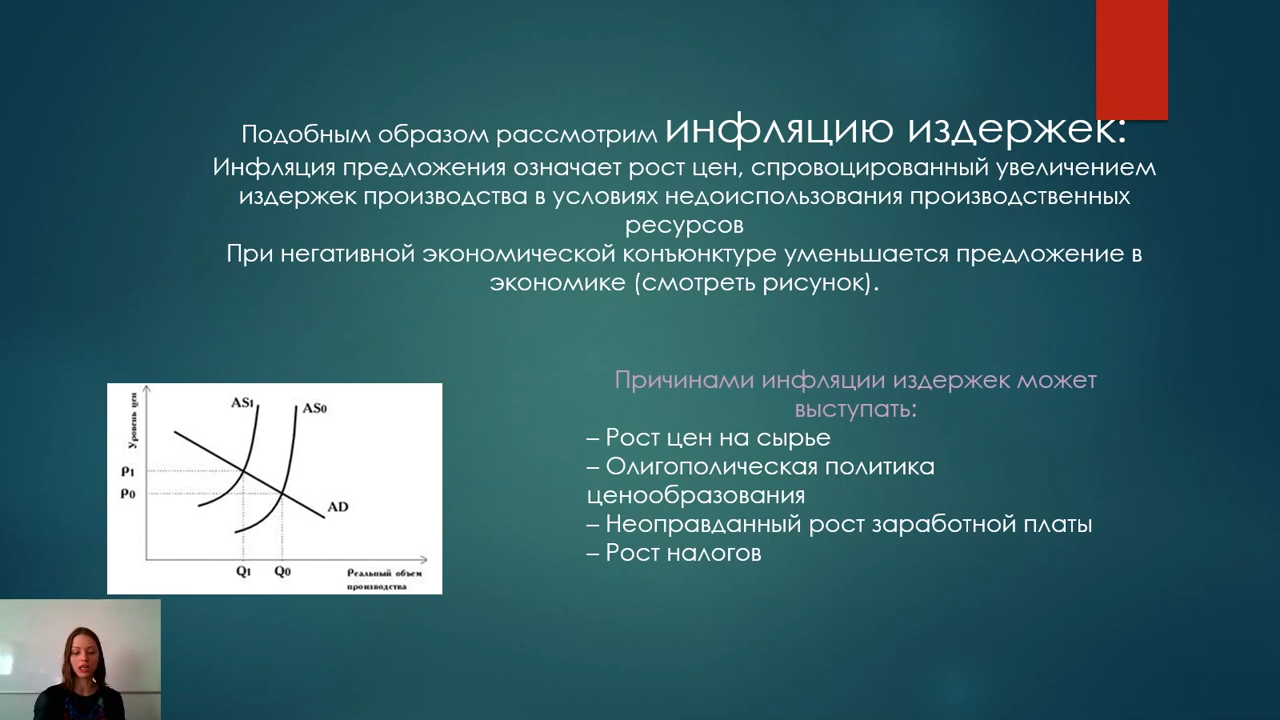 Подобным образом рассмотрим инфляцию издержек:
Инфляция предложения означает рост цен, спровоцированный увеличением
издержек производства в условиях недоиспользования производственных
ресурсов
При негативной экономической конъюнктуре уменьшается предложение в
экономике (смотреть рисунок).
Причинами инфляции издержек может
выступать:
– Рост цен на сырье
– Олигополическая политика
ценообразования
– Неоправданный рост заработной платы
– Рост налогов
Уровень цен
AS1
AS0
P1
P0
AD
Q1
Q0
Реальный объем
производства